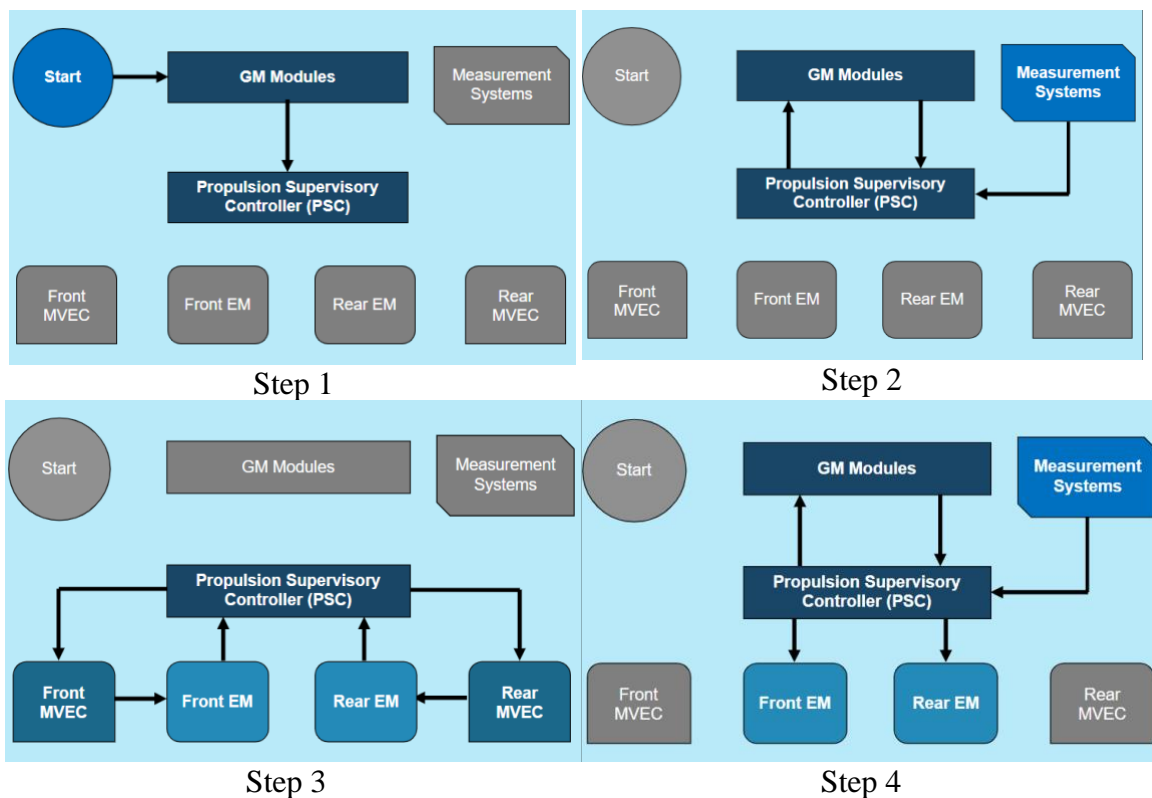 Start
GM Modules
Measurement
Systems
Propulsion Supervisory
Controller (PSC)
Front
MVEC
Front EM
Rear EM
Rear
MVEC
Step 1
Start
GM Modules
Measurement
Systems
Propulsion Supervisory
Controller (PSC)
Front
MVEC
Front EM
Rear EM
Rear
MVEC
Step 2
Start
GM Modules
Measurement
Systems
Propulsion Supervisory
Controller (PSC)
Front
MVEC
Front EM
Rear EM
Rear
MVEC
Step 3
Start
GM Modules
Measurement
Systems
Propulsion Supervisory
Controller (PSC)
Front
MVEC
Front EM
Rear EM
Rear
MVEC
Step 4